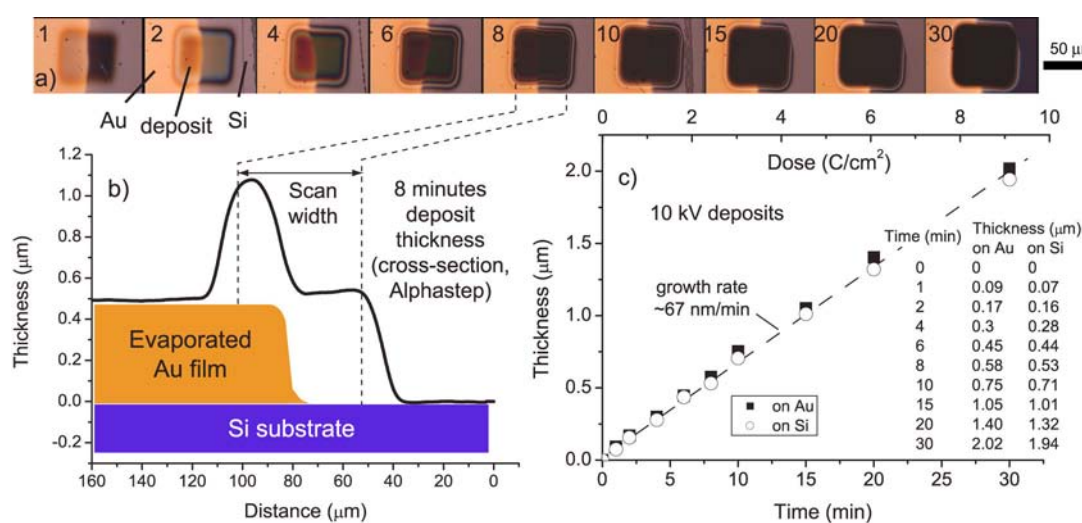 1 2 4 6 8 10 15 20 30
a)
50 μ
Au deposit Si
b)
Scan
width
8 minutes
deposit
thickness
(cross-section,
Alphastep)
Evaporated
Au film
Si substrate
Thickness (μm)
1.2
1.0
0.8
0.6
0.4
0.2
0.0
-0.2
160 140 120 100 80 60 40 20 0
Distance (μm)
0 2 4 6 8 10
Dose (C/cm²)
c)
10 kV deposits
growth rate
~67 nm/min
on Au
on Si
Time (min) Thickness (μm)
on Au on Si
0 0 0
1 0.09 0.07
2 0.17 0.16
4 0.3 0.28
6 0.45 0.44
8 0.58 0.53
10 0.75 0.71
15 1.05 1.01
20 1.40 1.32
30 2.02 1.94
Thickness (μm)
2.0
1.5
1.0
0.5
0.0
0 5 10 15 20 25 30
Time (min)